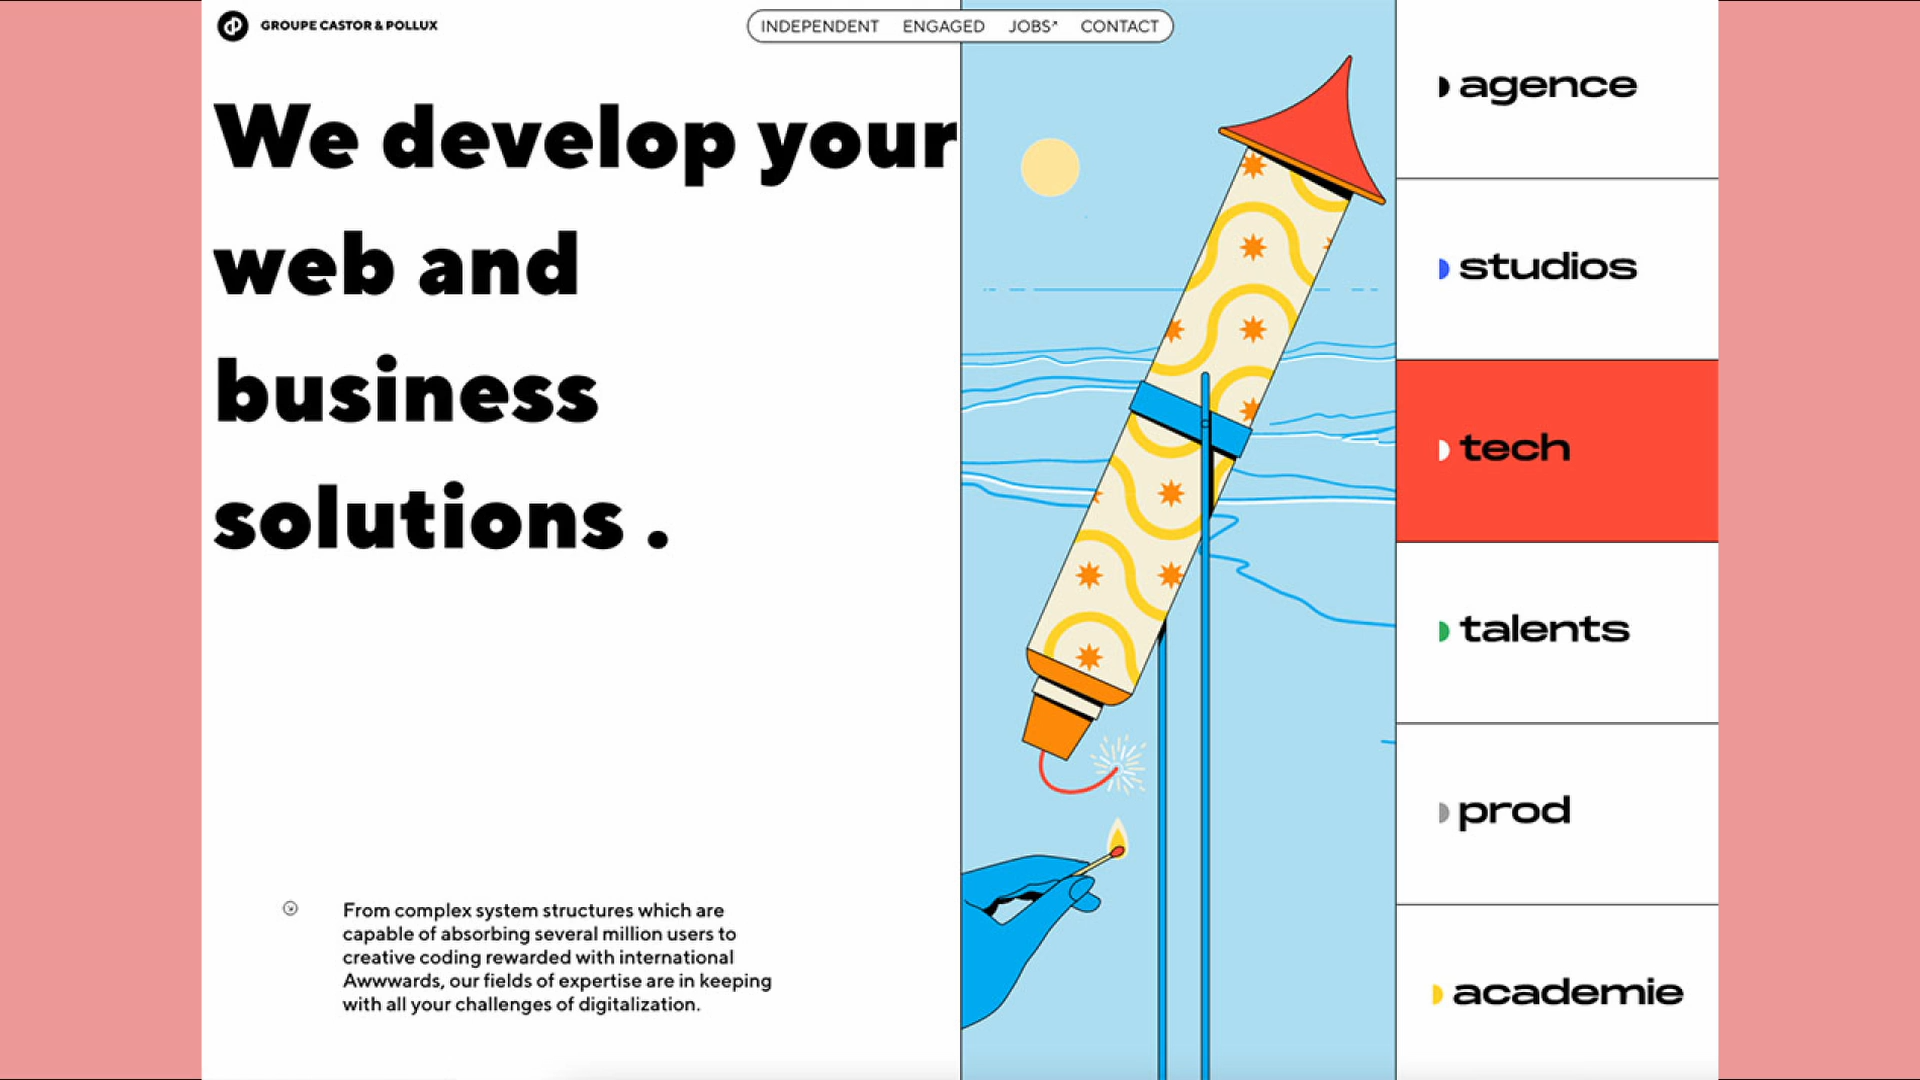 GROUPE CASTOR & POLLUX
INDEPENDENT ENGAGED JOBS↗ CONTACT
We develop your
web and
business
solutions .
From complex system structures which are
capable of absorbing several million users to
creative coding rewarded with international
Awwwards, our fields of expertise are in keeping
with all your challenges of digitalization.
agence
studios
tech
talents
prod
academie